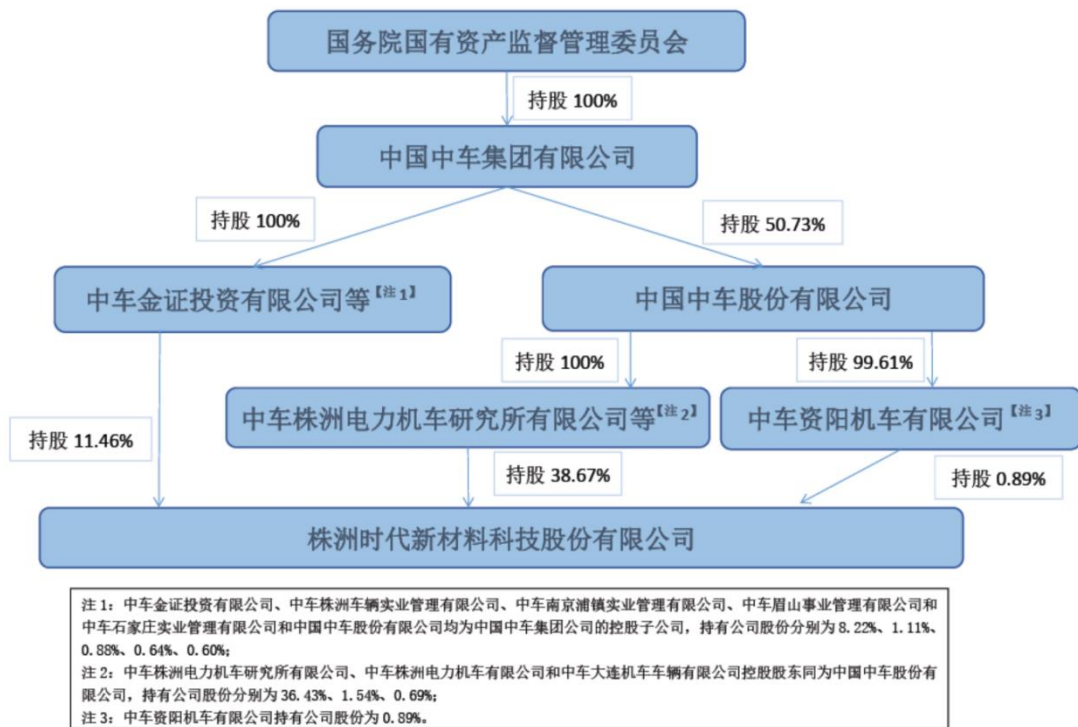 国务院国有资产监督管理委员会
持股 100%
中国中车集团有限公司
持股 100%
持股 50.73%
中车金证投资有限公司等【注1】
中国中车股份有限公司
持股 100%
持股 99.61%
中车株洲电力机车研究所有限公司等【注2】
中车资阳机车有限公司【注3】
持股 11.46%
持股 38.67%
持股 0.89%
株洲时代新材料科技股份有限公司
注 1：中车金证投资有限公司、中车株洲车辆实业管理有限公司、中车南京浦镇实业管理有限公司、中车眉山事业管理有限公司和
中车石家庄实业管理有限公司和中国中车股份有限公司均为中国中车集团公司的控股子公司，持有公司股份分别为 8.22%、1.11%、
0.88%、0.64%、0.60%；
注 2：中车株洲电力机车研究所有限公司、中车株洲电力机车有限公司和中车大连机车车辆有限公司控股股东同为中国中车股份有
限公司，持有公司股份分别为 36.43%、1.54%、0.69%；
注 3：中车资阳机车有限公司持有公司股份为 0.89%。